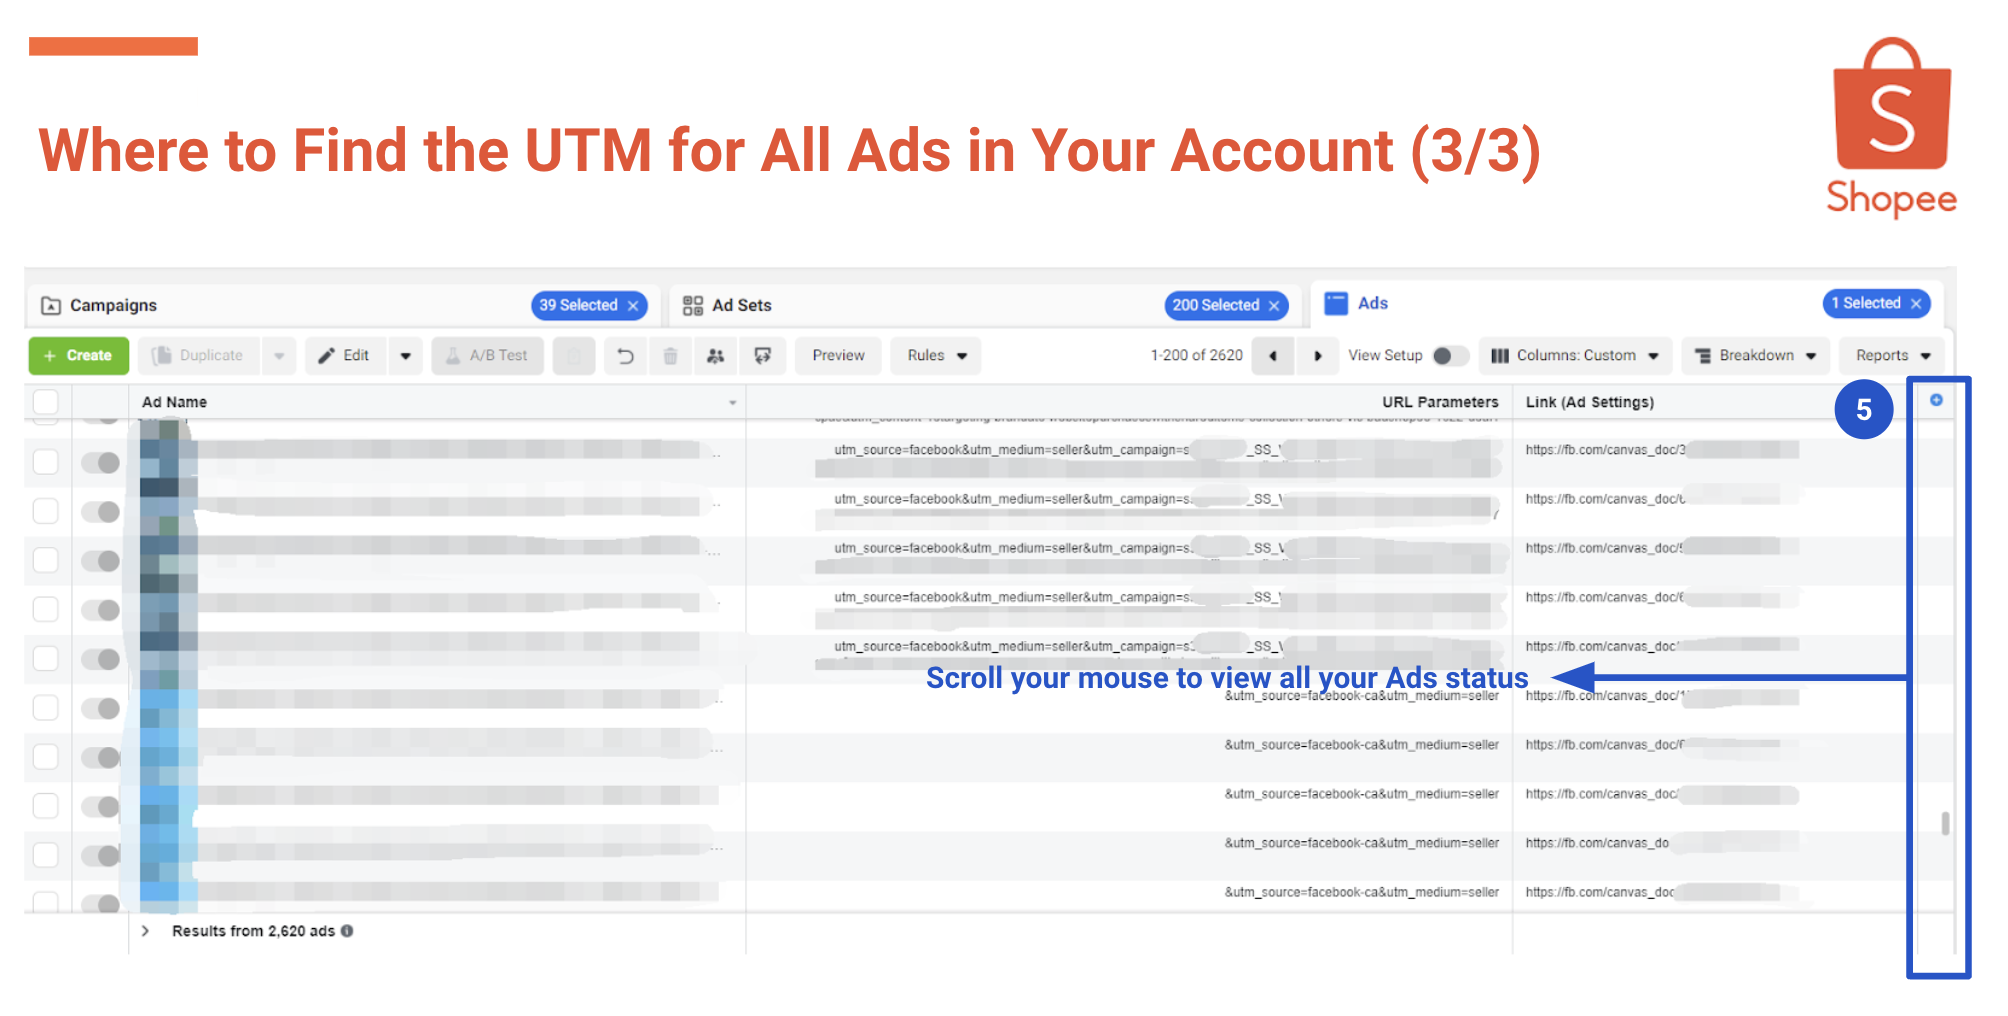 Where to Find the UTM for All Ads in Your Account (3/3)
S
Shopee
Campaigns
39 Selected ×
Ad Sets
200 Selected ×
Ads
1 Selected ×
+ Create
Duplicate
Edit
A/B Test
Preview
Rules
1-200 of 2620
View Setup
Columns: Custom
Breakdown
Reports
Ad Name
URL Parameters
Link (Ad Settings)
5
utm_source=facebook&utm_medium=seller&utm_campaign=s _SS_
https://fb.com/canvas_doc/3
utm_source=facebook&utm_medium=seller&utm_campaign=s _SS_
https://fb.com/canvas_doc/
utm_source=facebook&utm_medium=seller&utm_campaign=s _SS_
https://fb.com/canvas_doc/
utm_source=facebook&utm_medium=seller&utm_campaign=s _SS_
https://fb.com/canvas_doc/
utm_source=facebook&utm_medium=seller&utm_campaign=s _SS_
https://fb.com/canvas_doc/
Scroll your mouse to view all your Ads status
&utm_source=facebook-ca&utm_medium=seller
https://fb.com/canvas_doc/
&utm_source=facebook-ca&utm_medium=seller
https://fb.com/canvas_doc/
&utm_source=facebook-ca&utm_medium=seller
https://fb.com/canvas_doc/
&utm_source=facebook-ca&utm_medium=seller
https://fb.com/canvas_do
&utm_source=facebook-ca&utm_medium=seller
https://fb.com/canvas_doc
Results from 2,620 ads